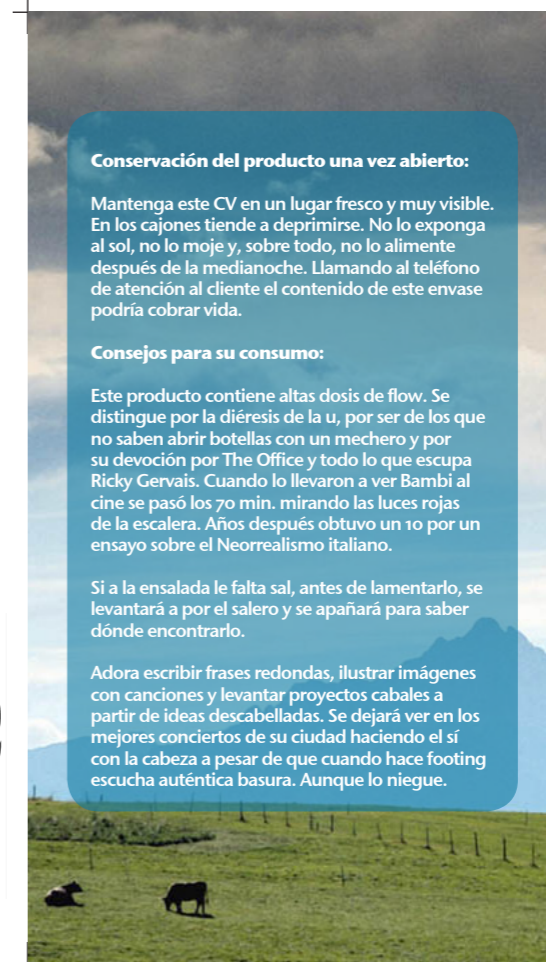 Conservación del producto una vez abierto:
Mantenga este CV en un lugar fresco y muy visible.
En los cajones tiende a deprimirse. No lo exponga
al sol, no lo moje y, sobre todo, no lo alimente
después de la medianoche. Llamando al teléfono
de atención al cliente el contenido de este envase
podría cobrar vida.
Consejos para su consumo:
Este producto contiene altas dosis de flow. Se
distingue por la diéresis de la u, por ser de los que
no saben abrir botellas con un mechero y por
su devoción por The Office y todo lo que escupa
Ricky Gervais. Cuando lo llevaron a ver Bambi al
cine se pasó los 70 min. mirando las luces rojas
de la escalera. Años después obtuvo un 10 por un
ensayo sobre el Neorrealismo italiano.
Si a la ensalada le falta sal, antes de lamentarlo, se
levantará a por el salero y se apañará para saber
dónde encontrarlo.
Adora escribir frases redondas, ilustrar imágenes
con canciones y levantar proyectos cabales a
partir de ideas descabelladas. Se dejará ver en los
mejores conciertos de su ciudad haciendo el sí
con la cabeza a pesar de que cuando hace footing
escucha auténtica basura. Aunque lo niegue.